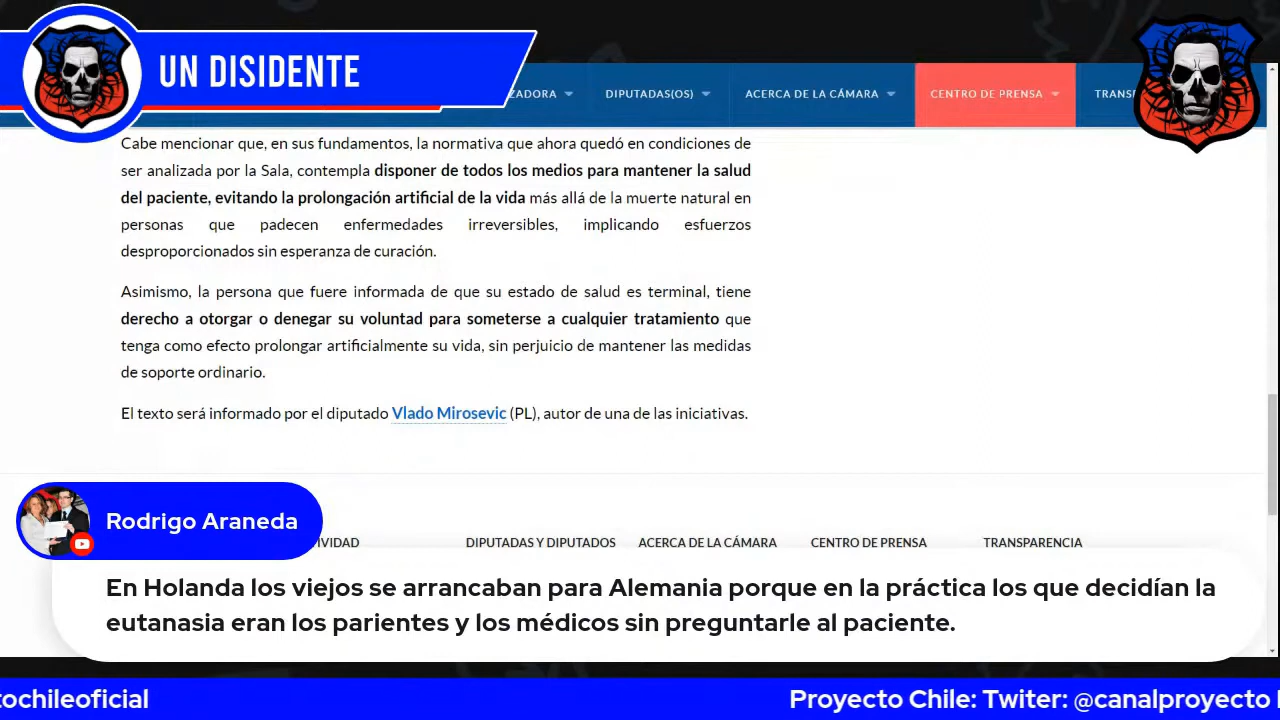 UN DISIDENTE
ZADORA
DIPUTADAS(OS)
ACERCA DE LA CÁMARA
CENTRO DE PRENSA
TRANS
Cabe mencionar que, en sus fundamentos, la normativa que ahora quedó en condiciones de
ser analizada por la Sala, contempla disponer de todos los medios para mantener la salud
del paciente, evitando la prolongación artificial de la vida más allá de la muerte natural en
personas que padecen enfermedades irreversibles, implicando esfuerzos
desproporcionados sin esperanza de curación.
Asimismo, la persona que fuere informada de que su estado de salud es terminal, tiene
derecho a otorgar o denegar su voluntad para someterse a cualquier tratamiento que
tenga como efecto prolongar artificialmente su vida, sin perjuicio de mantener las medidas
de soporte ordinario.
El texto será informado por el diputado Vlado Mirosevic (PL), autor de una de las iniciativas.
Rodrigo Araneda
IVIDAD
DIPUTADAS Y DIPUTADOS
ACERCA DE LA CÁMARA
CENTRO DE PRENSA
TRANSPARENCIA
En Holanda los viejos se arrancaban para Alemania porque en la práctica los que decidían la
eutanasia eran los parientes y los médicos sin preguntarle al paciente.
tochileoficial
Proyecto Chile: Twiter: @canalproyecto